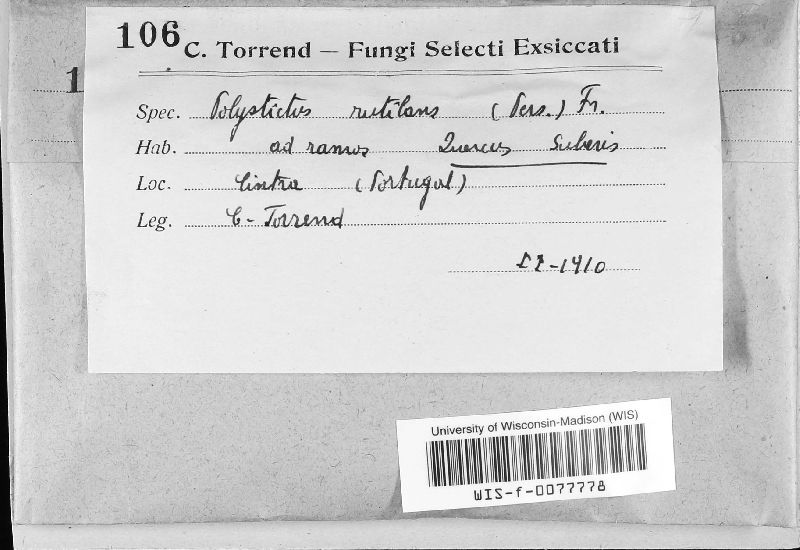 106 C. Torrend — Fungi Selecti Exsiccati
1
Spec. Polystictus rutilans (Pers.) Fr.
Hab. ad ramos Quercus Suberis
Loc. Cintra (Portugal)
Leg. C. Torrend
-1910
University of Wisconsin-Madison (WIS)
WIS-f-0077778